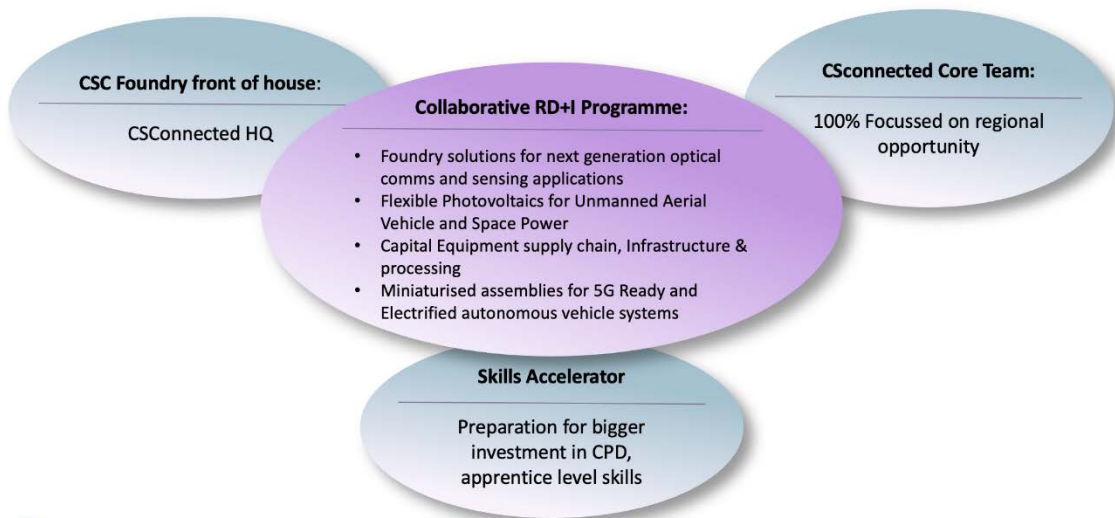 CSC Foundry front of house:
CSConnected HQ
Collaborative RD+I Programme:
• Foundry solutions for next generation optical
comms and sensing applications
• Flexible Photovoltaics for Unmanned Aerial
Vehicle and Space Power
• Capital Equipment supply chain, Infrastructure &
processing
• Miniaturised assemblies for 5G Ready and
Electrified autonomous vehicle systems
CSconnected Core Team:
100% Focussed on regional
opportunity
Skills Accelerator
Preparation for bigger
investment in CPD,
apprentice level skills